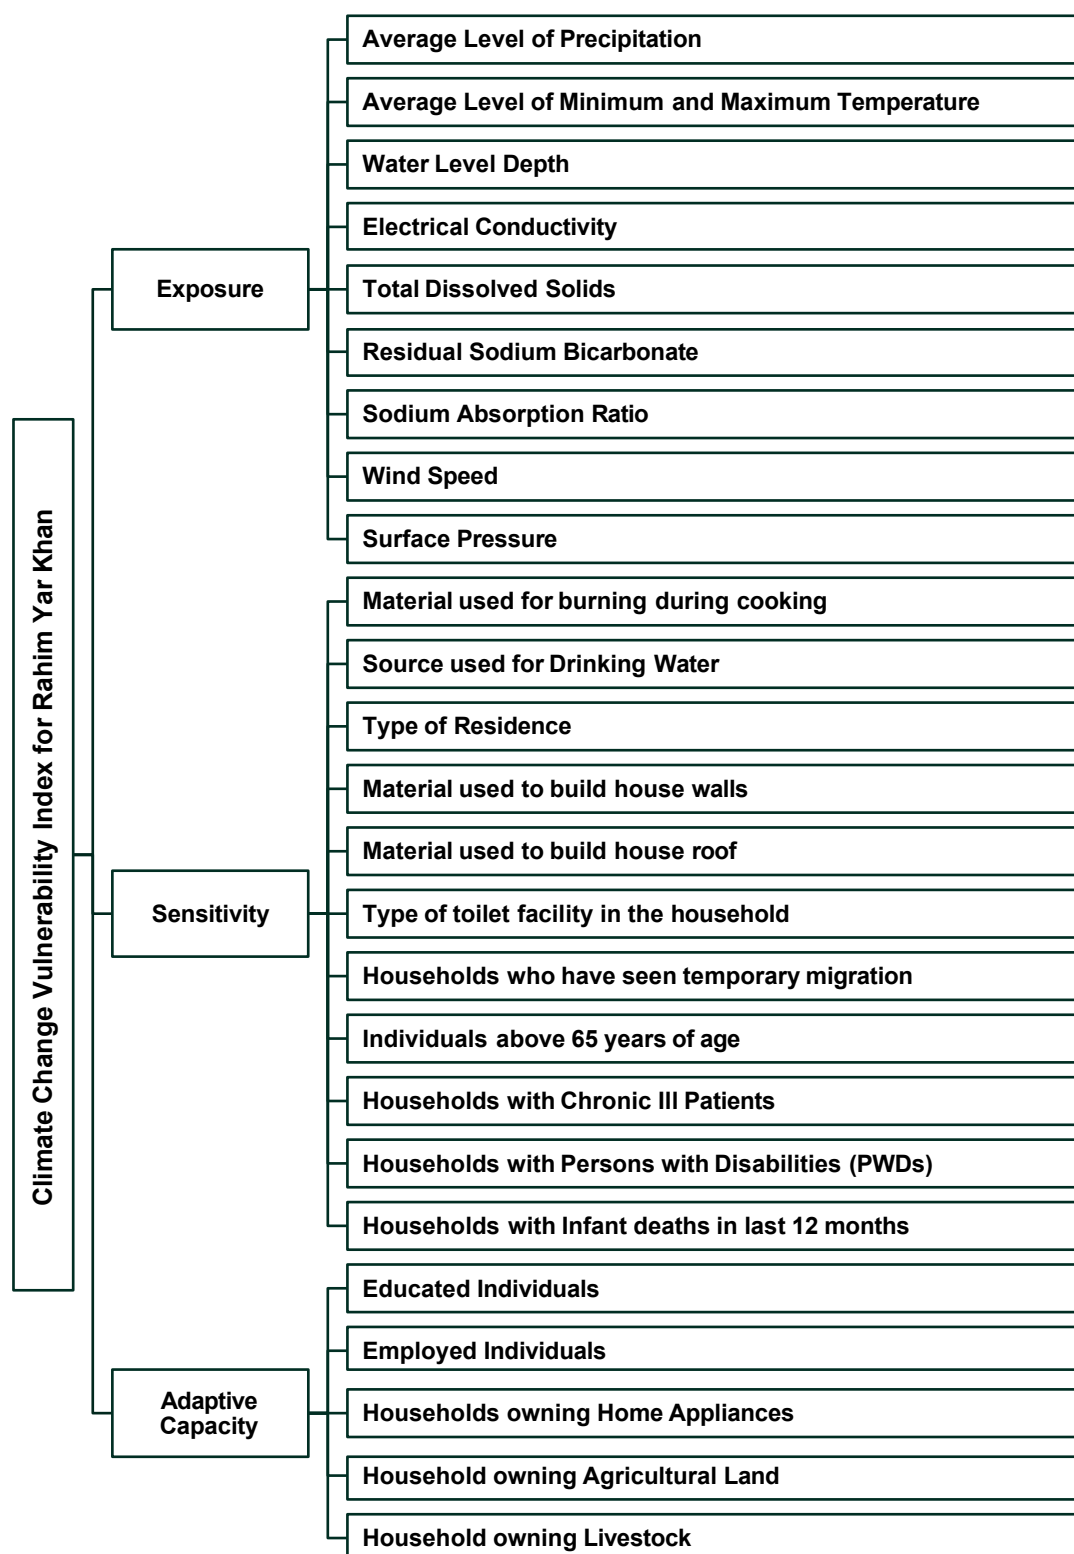 Climate Change Vulnerability Index for Rahim Yar Khan
Exposure
Average Level of Precipitation
Average Level of Minimum and Maximum Temperature
Water Level Depth
Electrical Conductivity
Total Dissolved Solids
Residual Sodium Bicarbonate
Sodium Absorption Ratio
Wind Speed
Surface Pressure
Sensitivity
Material used for burning during cooking
Source used for Drinking Water
Type of Residence
Material used to build house walls
Material used to build house roof
Type of toilet facility in the household
Households who have seen temporary migration
Individuals above 65 years of age
Households with Chronic III Patients
Households with Persons with Disabilities (PWDs)
Households with Infant deaths in last 12 months
Adaptive
Capacity
Educated Individuals
Employed Individuals
Households owning Home Appliances
Household owning Agricultural Land
Household owning Livestock